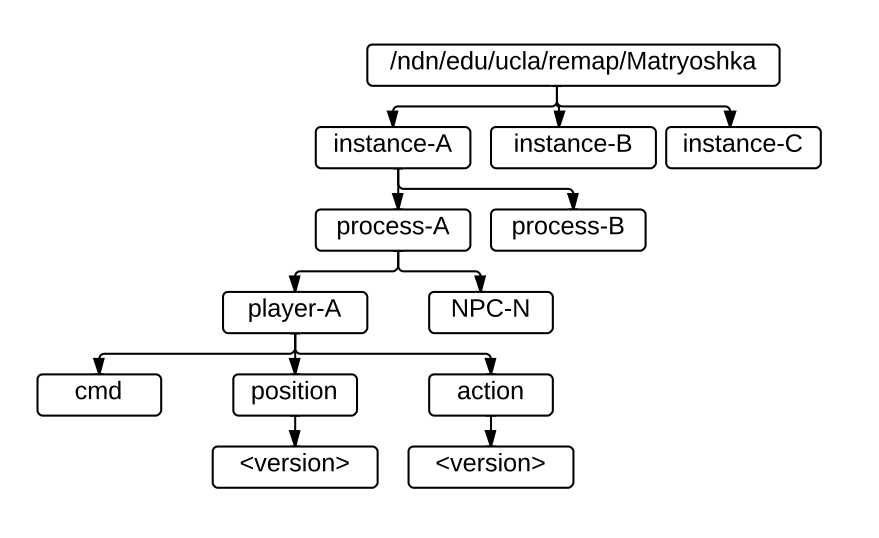 /ndn/edu/ucla/remap/Matryoshka
instance-A
instance-B
instance-C
process-A
process-B
player-A
NPC-N
cmd
position
action
<version>
<version>